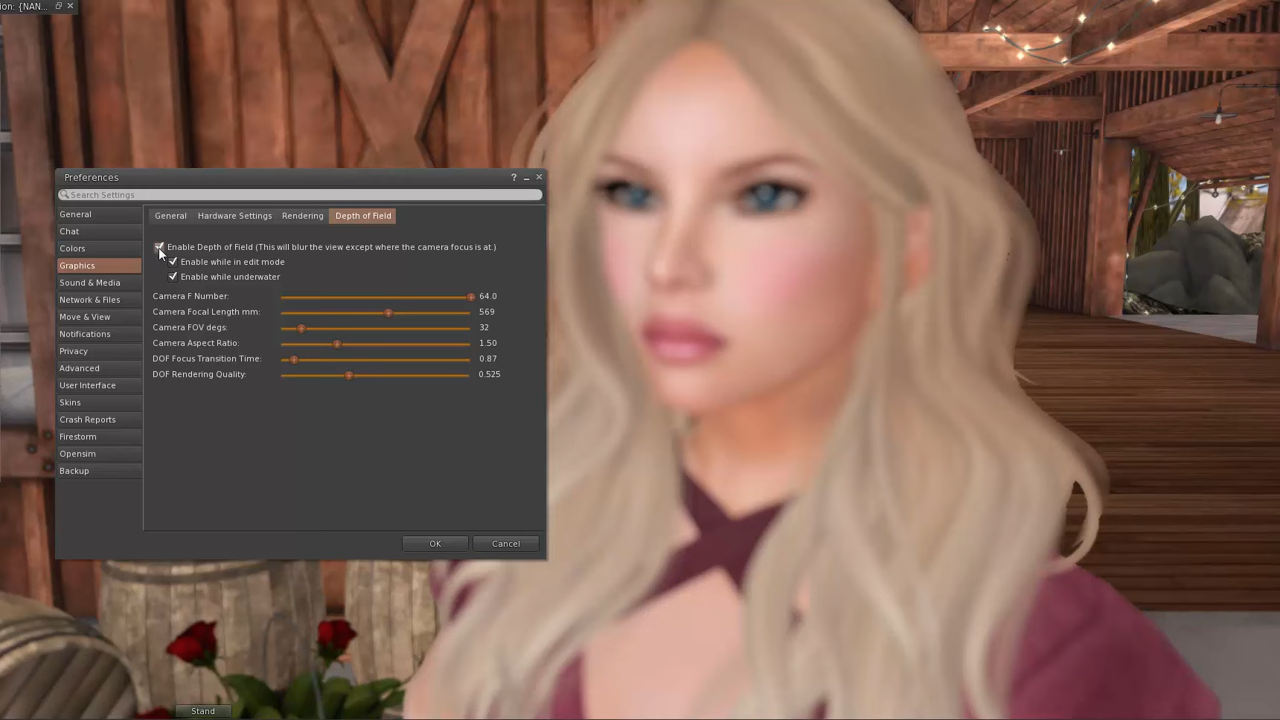 ion: {NAN...
Preferences
Search Settings
General
Chat
Colors
Graphics
Sound & Media
Network & Files
Move & View
Notifications
Privacy
Advanced
User Interface
Skins
Crash Reports
Firestorm
Opensim
Backup
General Hardware Settings Rendering Depth of Field
Enable Depth of Field (This will blur the view except where the camera focus is at.)
Enable while in edit mode
Enable while underwater
Camera F Number: 64.0
Camera Focal Length mm: 569
Camera FOV degs: 32
Camera Aspect Ratio: 1.50
DOF Focus Transition Time: 0.87
DOF Rendering Quality: 0.525
OK Cancel
Stand